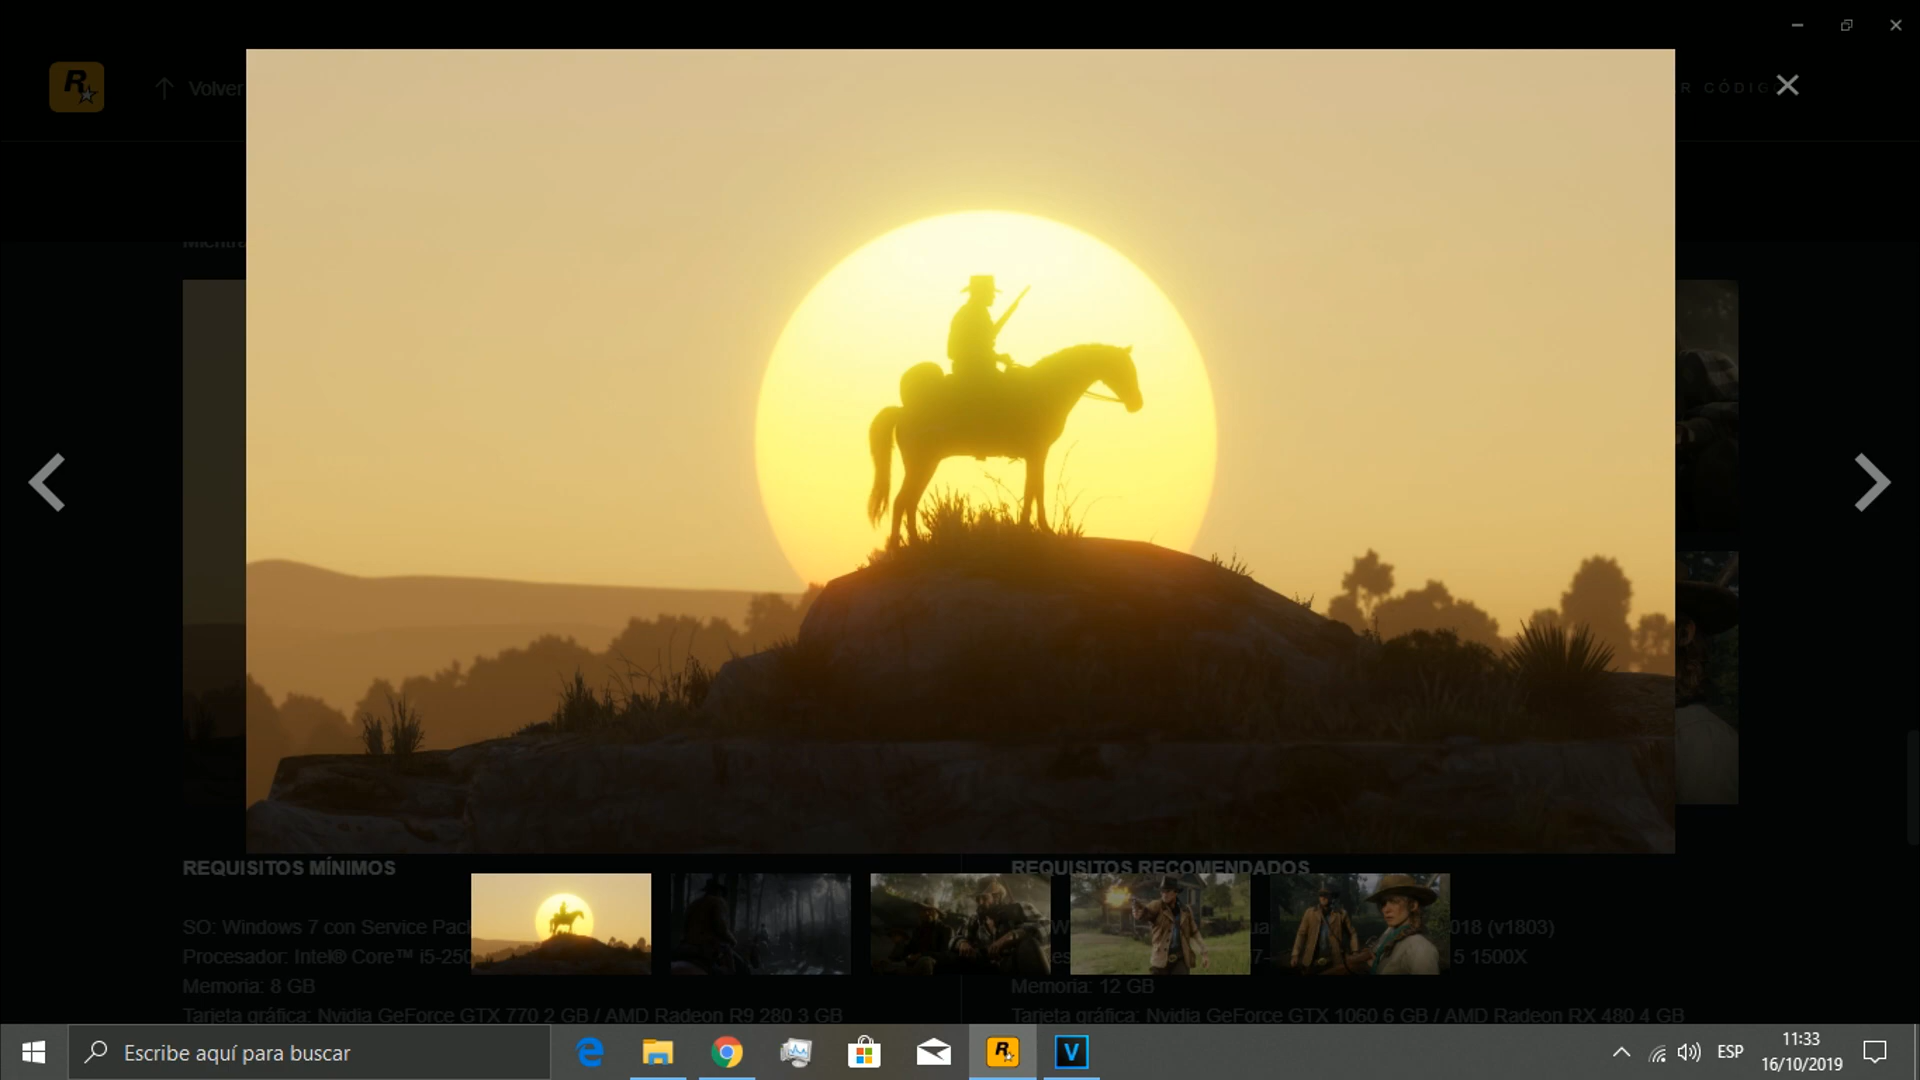 Volver
R CÓDIG
REQUISITOS MÍNIMOS
REQUISITOS RECOMENDADOS
SO: Windows 7 con Service Pac
018 (v1803)
Procesador: Intel® Core™ i5-250
5 1500X
Memoria: 8 GB
Memoria: 12 GB
Tarjeta gráfica: Nvidia GeForce GTX 770 2 GB / AMD Radeon R9 280 3 GB
Tarjeta gráfica: Nvidia GeForce GTX 1060 6 GB / AMD Radeon RX 480 4 GB
Escribe aquí para buscar
ESP
11:33
16/10/2019